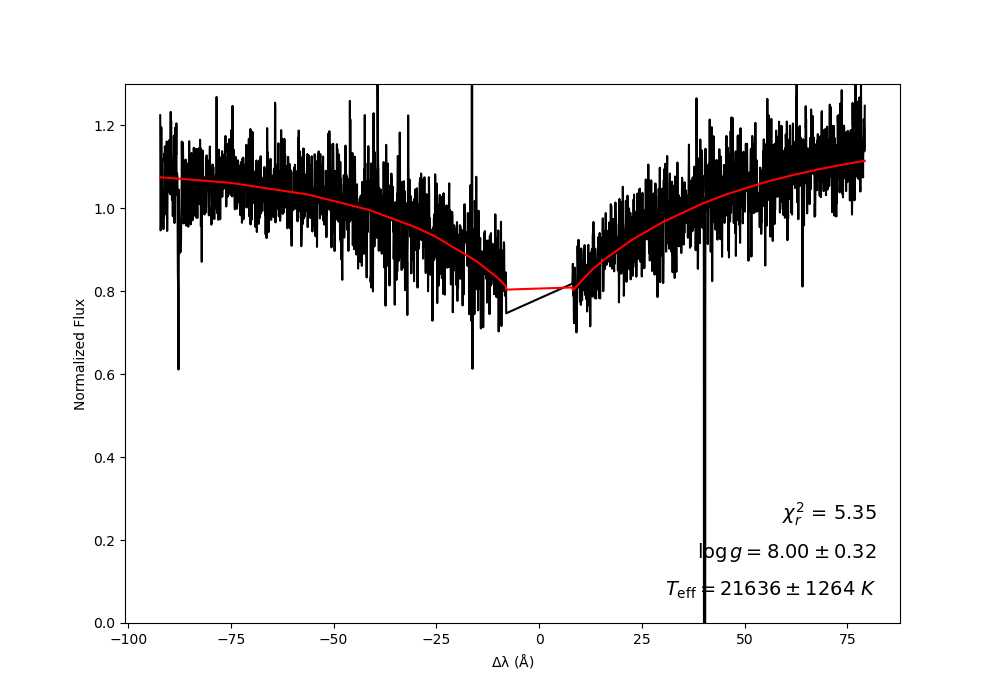 1.2
1.0
0.8
0.6
0.4
0.2
0.0
Normalized Flux
χ²ᵣ = 5.35
log g = 8.00 ± 0.32
T_eff = 21636 ± 1264 K
−100 −75 −50 −25 0 25 50 75
Δλ (Å)